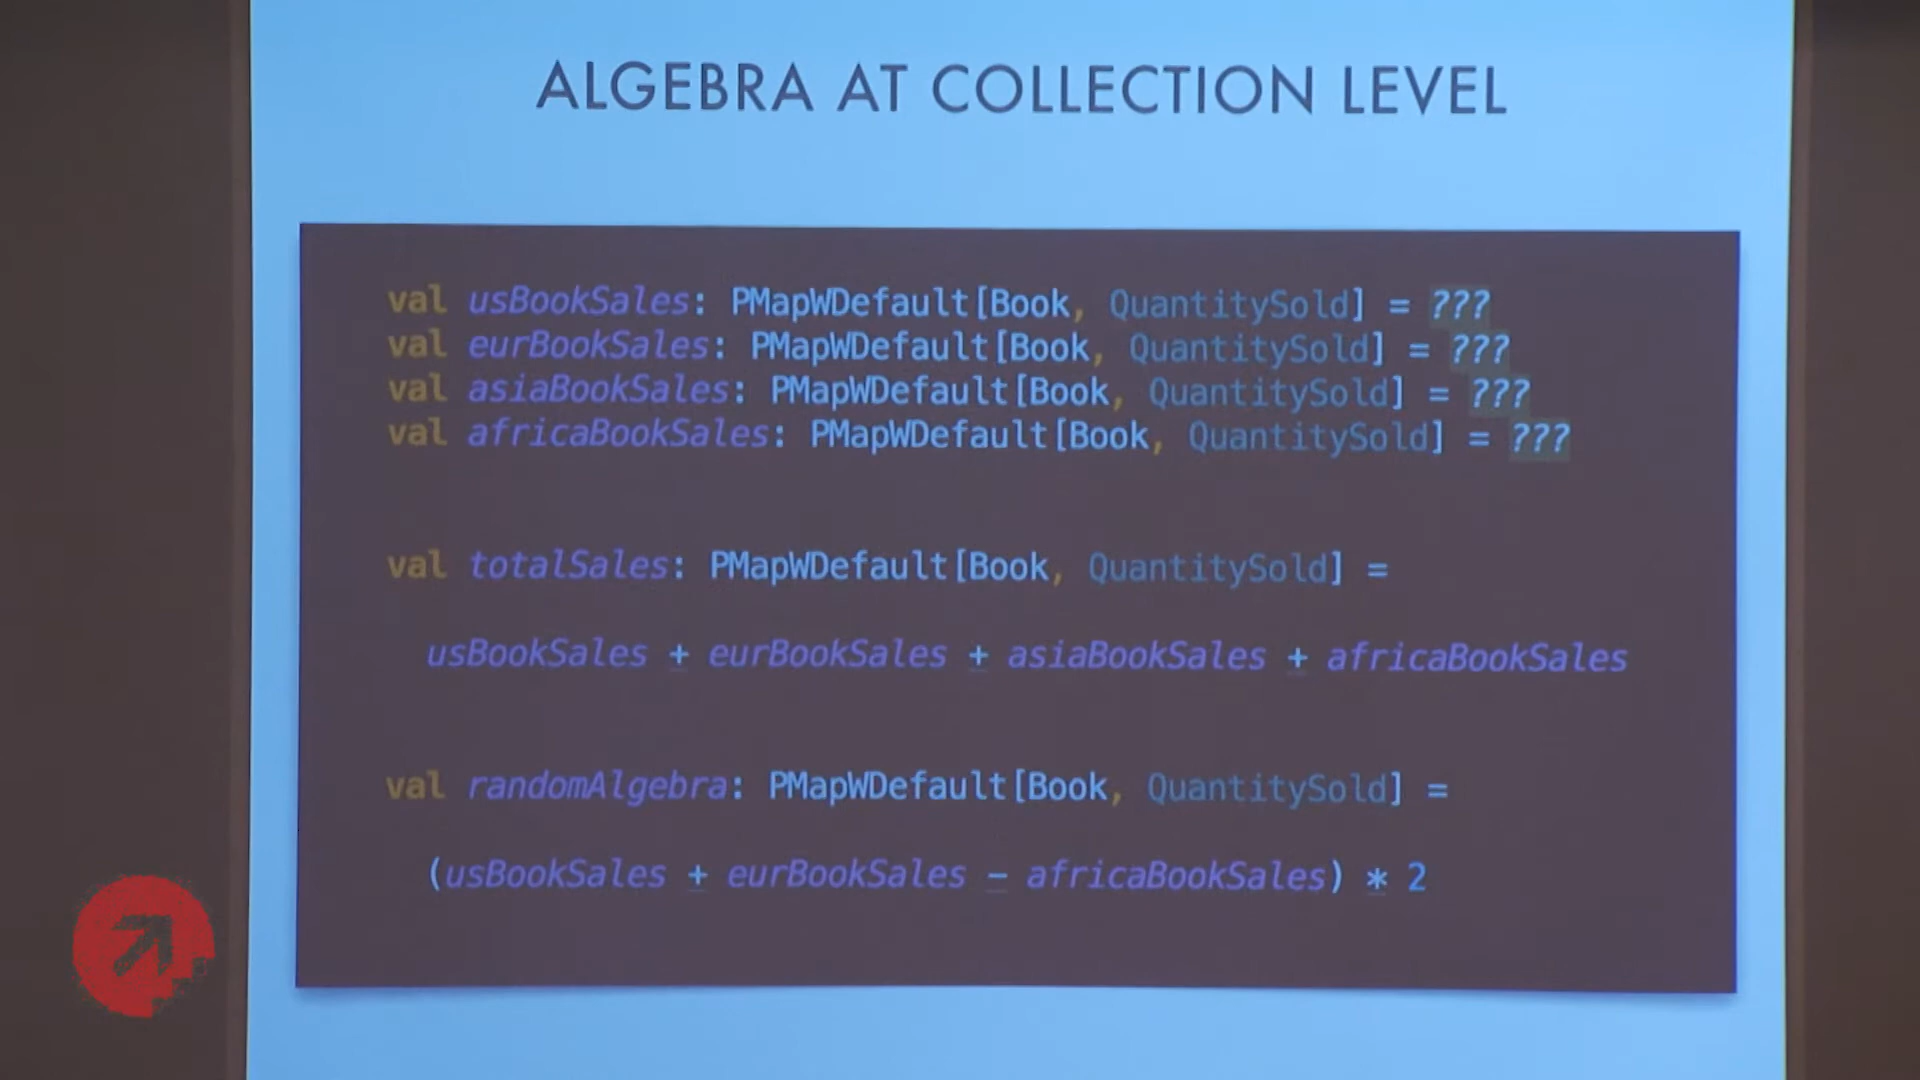 ALGEBRA AT COLLECTION LEVEL
val usBookSales: PMapWDefault[Book, QuantitySold] = ???
val eurBookSales: PMapWDefault[Book, QuantitySold] = ???
val asiaBookSales: PMapWDefault[Book, QuantitySold] = ???
val africaBookSales: PMapWDefault[Book, QuantitySold] = ???
val totalSales: PMapWDefault[Book, QuantitySold] =
usBookSales + eurBookSales + asiaBookSales + africaBookSales
val randomAlgebra: PMapWDefault[Book, QuantitySold] =
(usBookSales + eurBookSales - africaBookSales) * 2